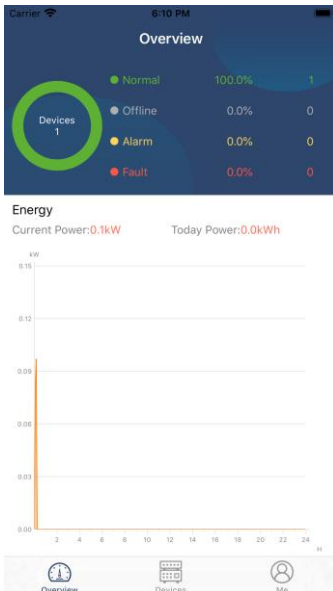 Carrier 6:10 PM
Overview
Devices
1
Normal 100.0% 1
Offline 0.0% 0
Alarm 0.0% 0
Fault 0.0% 0
Energy
Current Power:0.1kW Today Power:0.0kWh
kW
0.15
0.12
0.09
0.06
0.03
0.00
2 4 6 8 10 12 14 16 18 20 22 24
H
Overview Devices Me